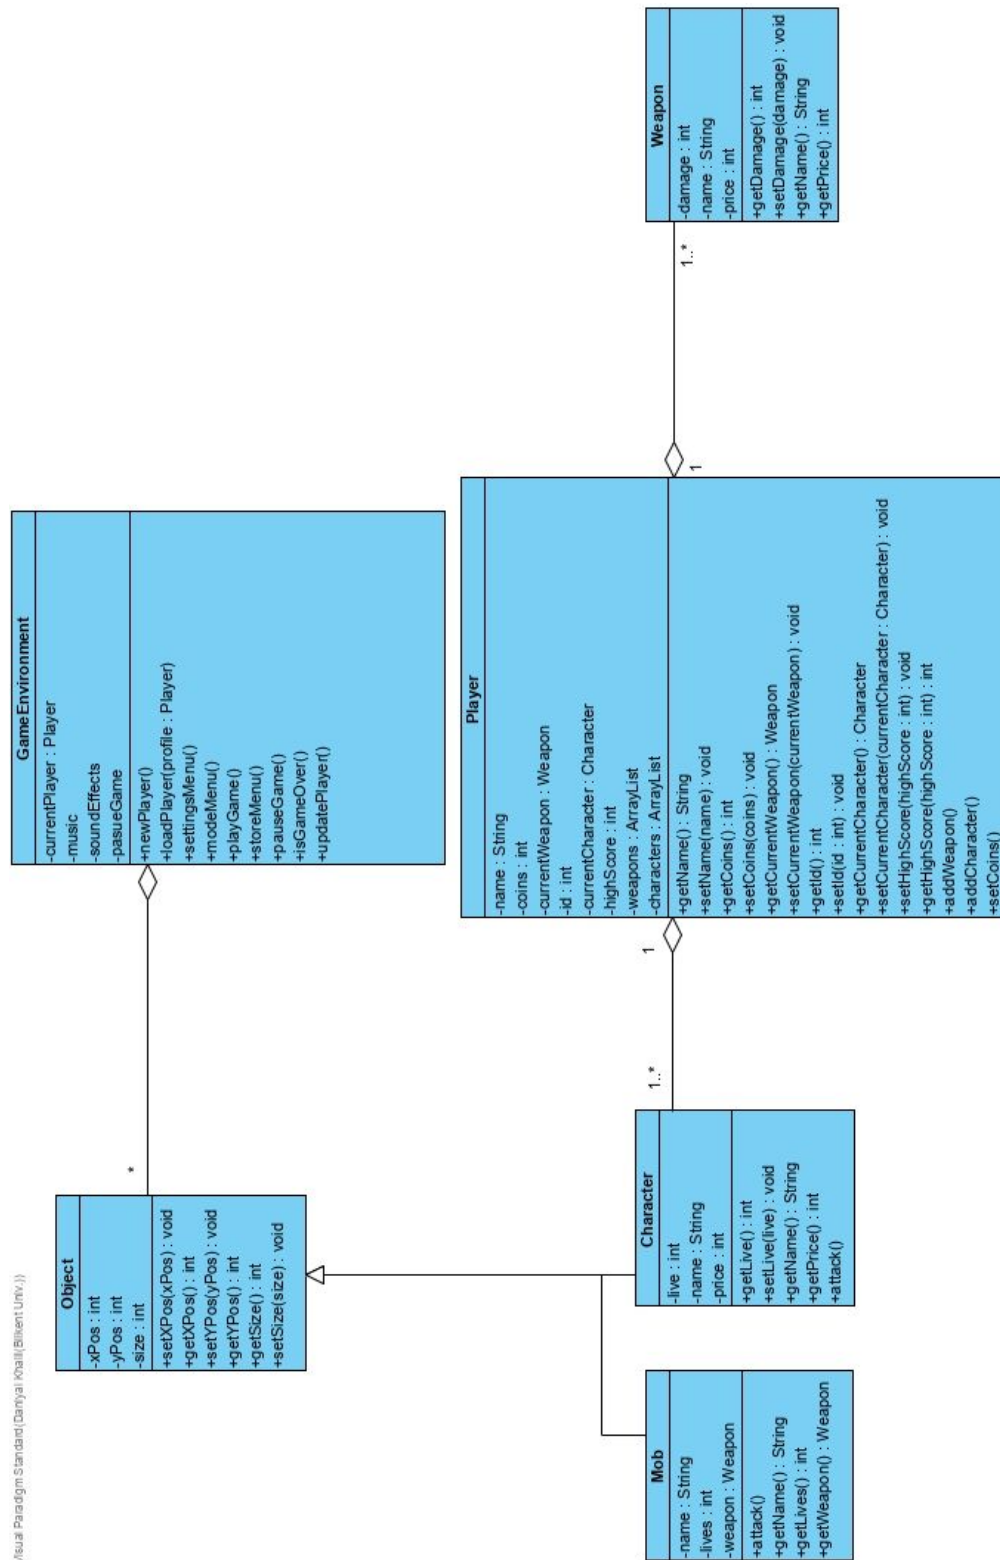 Visual Paradigm Standard(Daniyal Khalil(Bilkent Univ.))
Object
-xPos : int
-yPos : int
-size : int
+setXPos(xPos) : void
+getXPos() : int
+setYPos(yPos) : void
+getYPos() : int
+getSize() : int
+setSize(size) : void
*
GameEnvironment
-currentPlayer : Player
-music
-soundEffects
-pasueGame
+newPlayer()
+loadPlayer(profile : Player)
+settingsMenu()
+modeMenu()
+playGame()
+storeMenu()
+pauseGame()
+isGameOver()
+updatePlayer()
Mob
-name : String
-lives : int
-weapon : Weapon
+attack()
+getName() : String
+getLives() : int
+getWeapon() : Weapon
Character
-live : int
-name : String
-price : int
+getLive() : int
+setLive(live) : void
+getName() : String
+getPrice() : int
+attack()
1..*
1
Player
-name : String
-coins : int
-currentWeapon : Weapon
-id : int
-currentCharacter : Character
-highScore : int
-weapons : ArrayList
-characters : ArrayList
+getName() : String
+setName(name) : void
+getCoins() : int
+setCoins(coins) : void
+getCurrentWeapon() : Weapon
+setCurrentWeapon(currentWeapon) : void
+getId() : int
+setId(id : int) : void
+getCurrentCharacter() : Character
+setCurrentCharacter(currentCharacter : Character) : void
+setHighScore(highScore : int) : void
+getHighScore(highScore : int) : int
+addWeapon()
+addCharacter()
+setCoins()
1
1..*
Weapon
-damage : int
-name : String
-price : int
+getDamage() : int
+setDamage(damage) : void
+getName() : String
+getPrice() : int